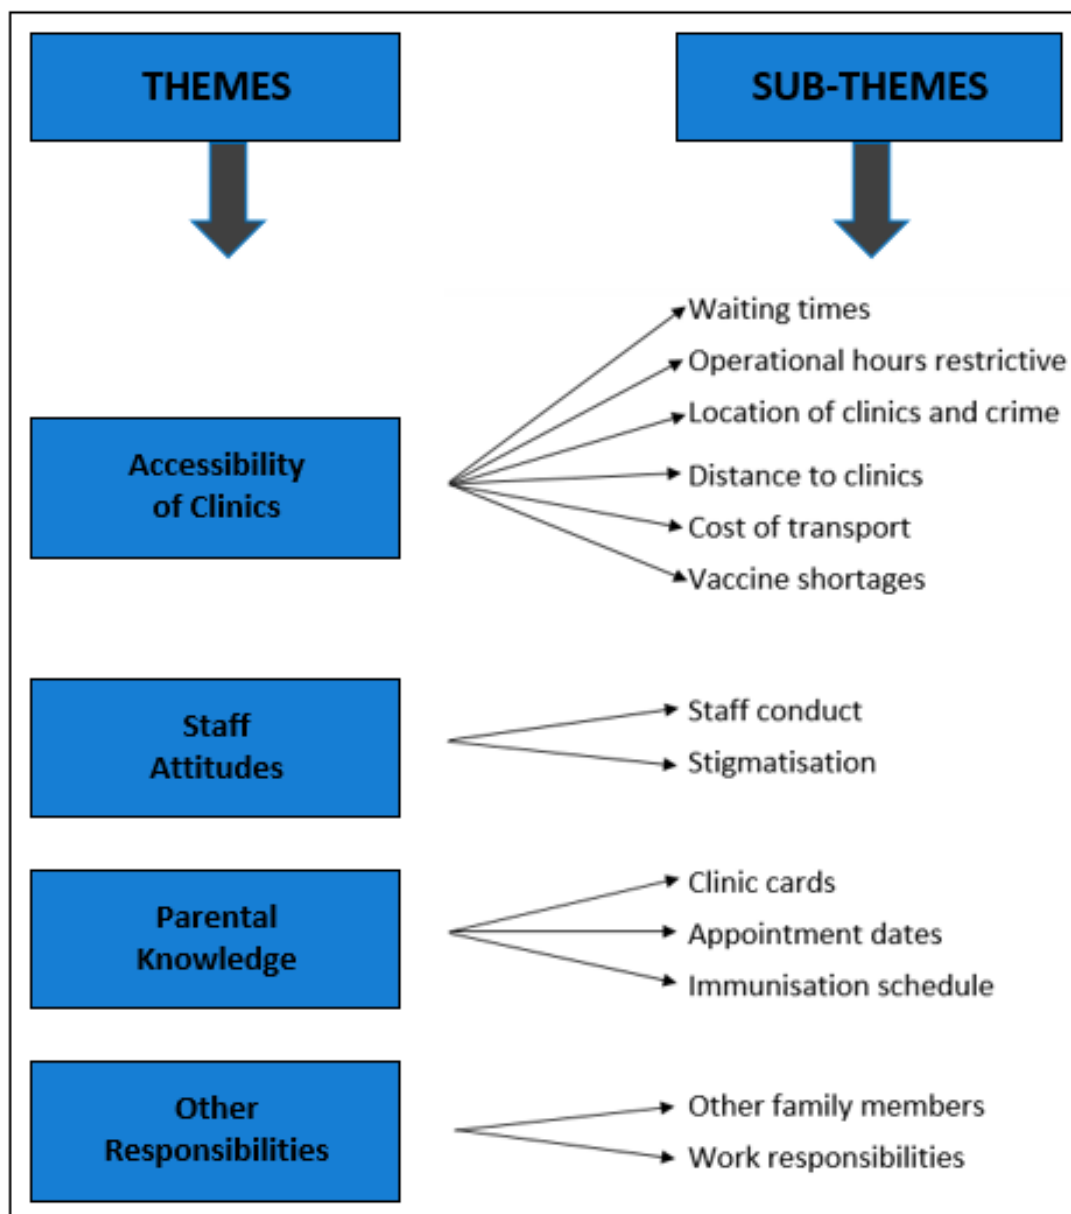 THEMES
SUB-THEMES
Accessibility
of Clinics
Waiting times
Operational hours restrictive
Location of clinics and crime
Distance to clinics
Cost of transport
Vaccine shortages
Staff
Attitudes
Staff conduct
Stigmatisation
Parental
Knowledge
Clinic cards
Appointment dates
Immunisation schedule
Other
Responsibilities
Other family members
Work responsibilities